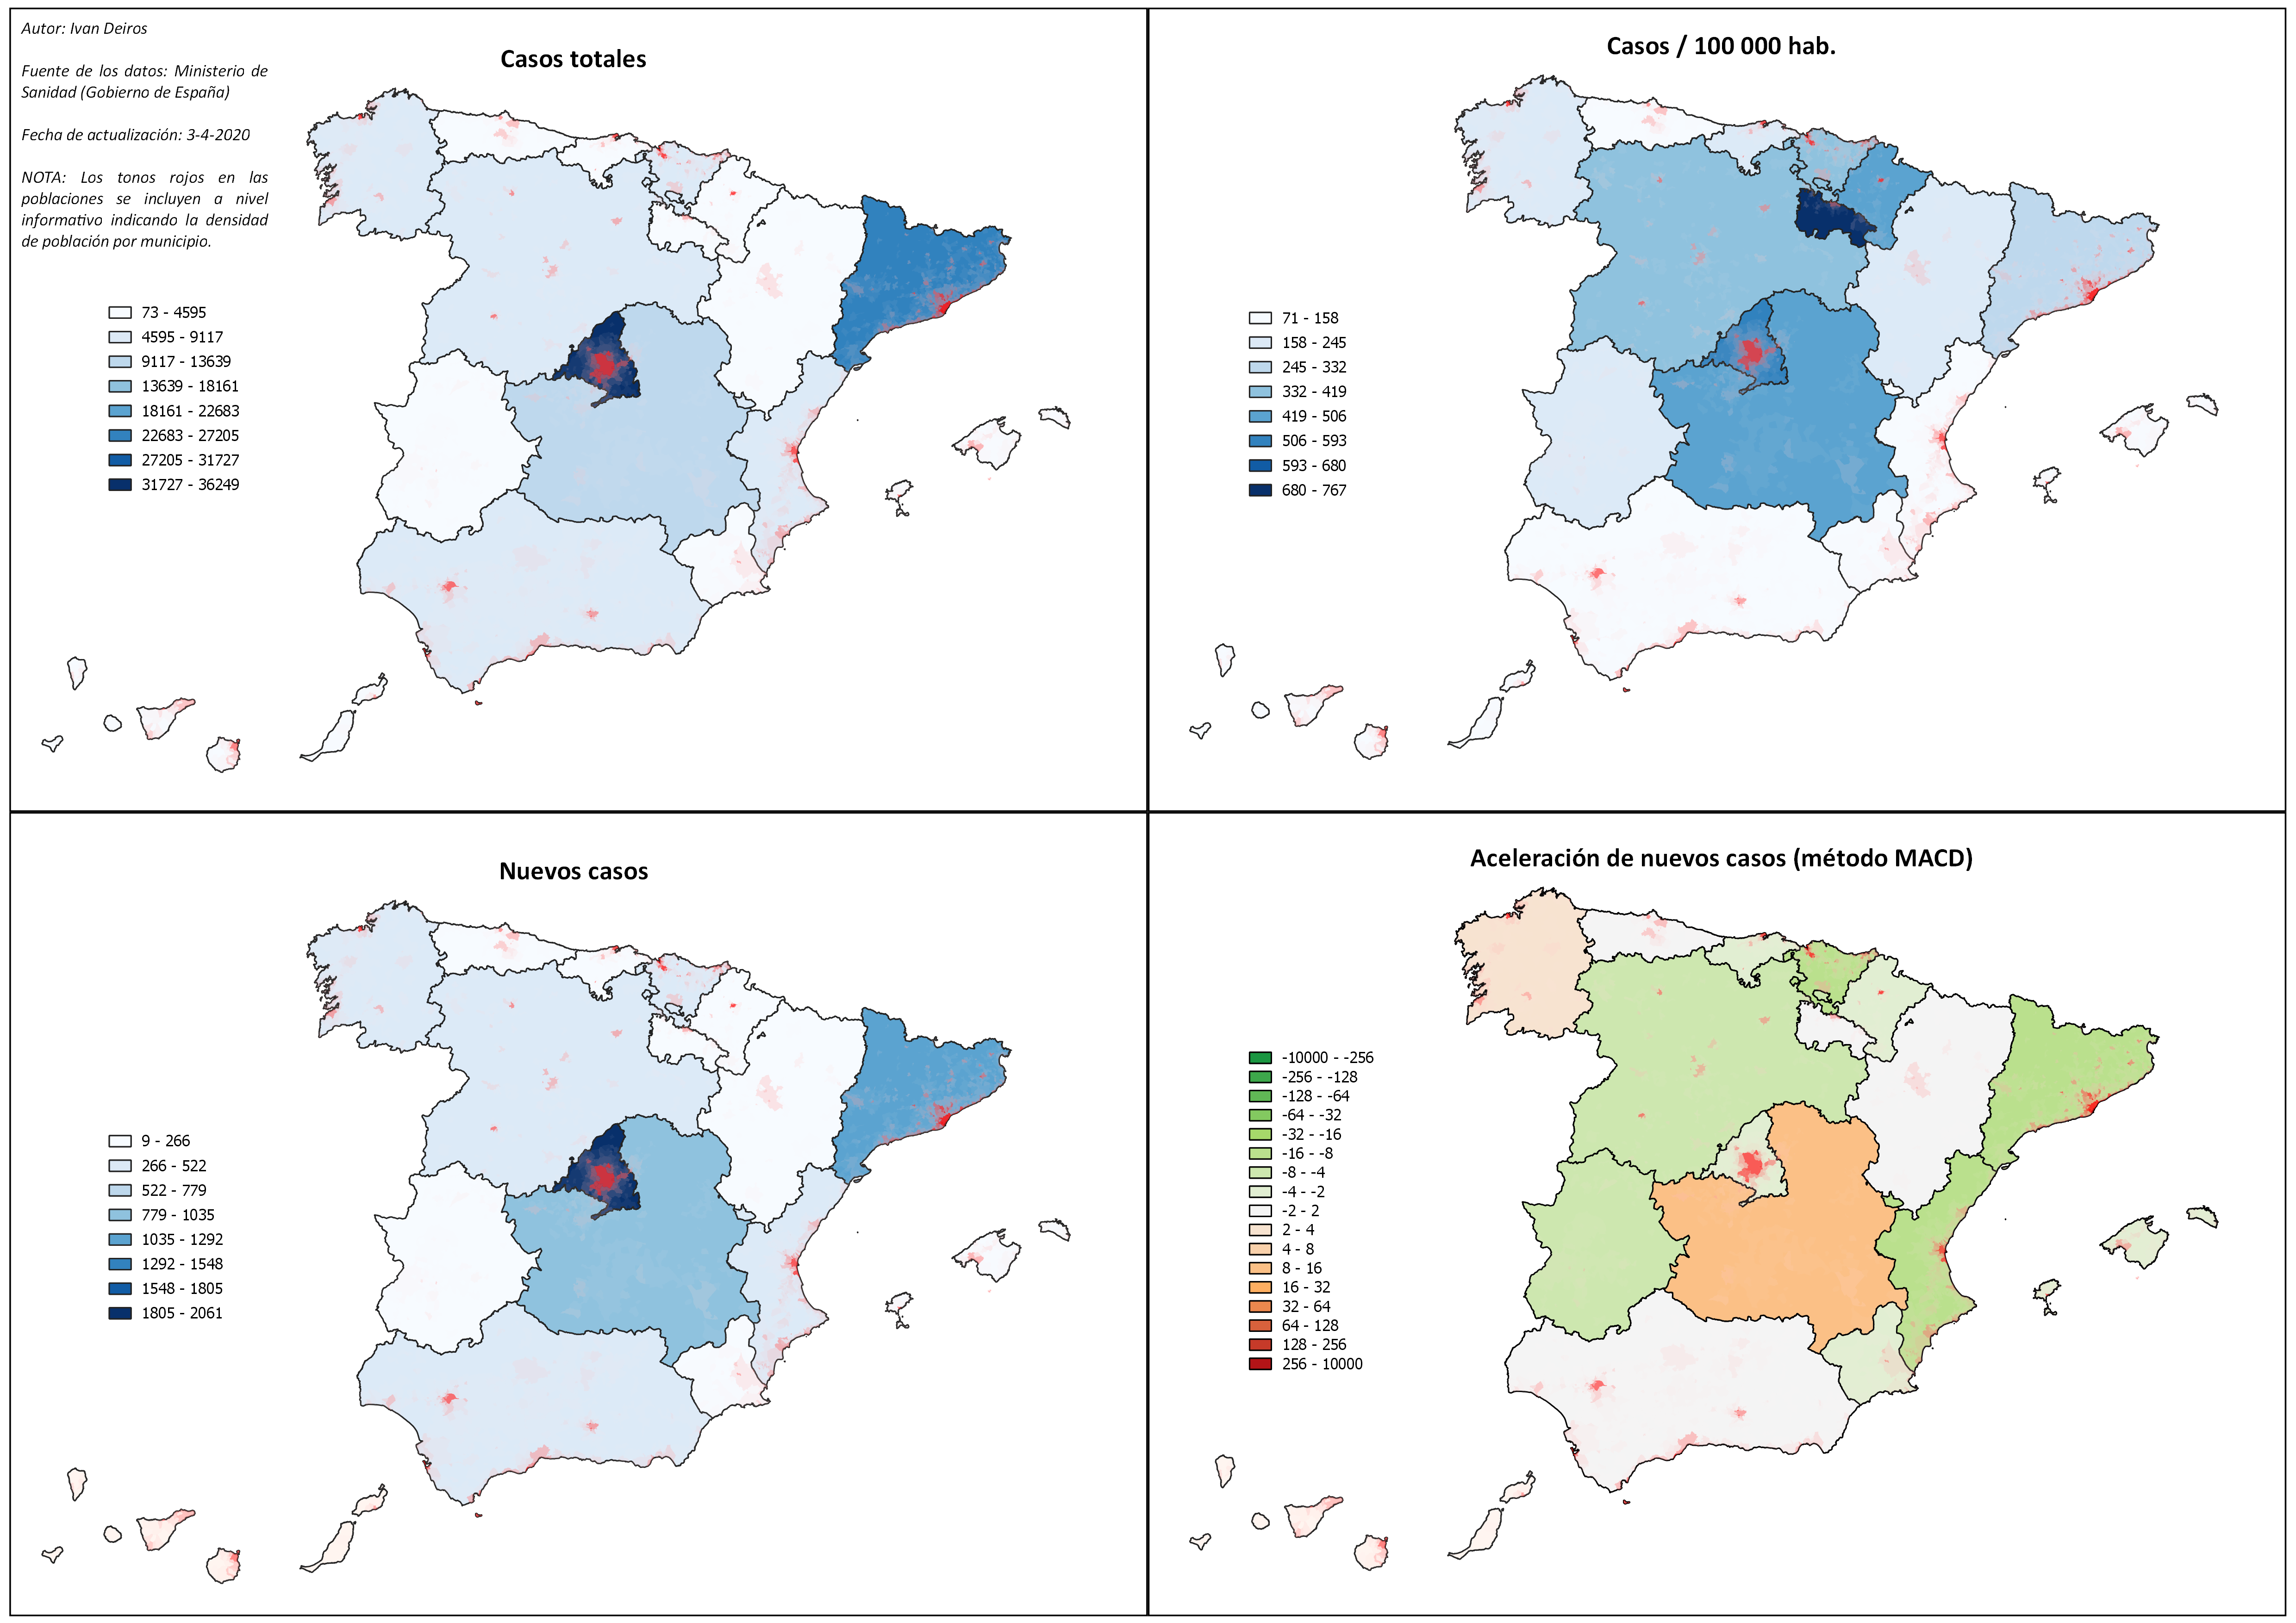 Autor: Ivan Deiros
Fuente de los datos: Ministerio de
Sanidad (Gobierno de España)
Fecha de actualización: 3-4-2020
NOTA: Los tonos rojos en las
poblaciones se incluyen a nivel
informativo indicando la densidad
de población por municipio.
Casos totales
73 - 4595
4595 - 9117
9117 - 13639
13639 - 18161
18161 - 22683
22683 - 27205
27205 - 31727
31727 - 36249
Casos / 100 000 hab.
71 - 158
158 - 245
245 - 332
332 - 419
419 - 506
506 - 593
593 - 680
680 - 767
Nuevos casos
9 - 266
266 - 522
522 - 779
779 - 1035
1035 - 1292
1292 - 1548
1548 - 1805
1805 - 2061
Aceleración de nuevos casos (método MACD)
-10000 - -256
-256 - -128
-128 - -64
-64 - -32
-32 - -16
-16 - -8
-8 - -4
-4 - -2
-2 - 2
2 - 4
4 - 8
8 - 16
16 - 32
32 - 64
64 - 128
128 - 256
256 - 10000